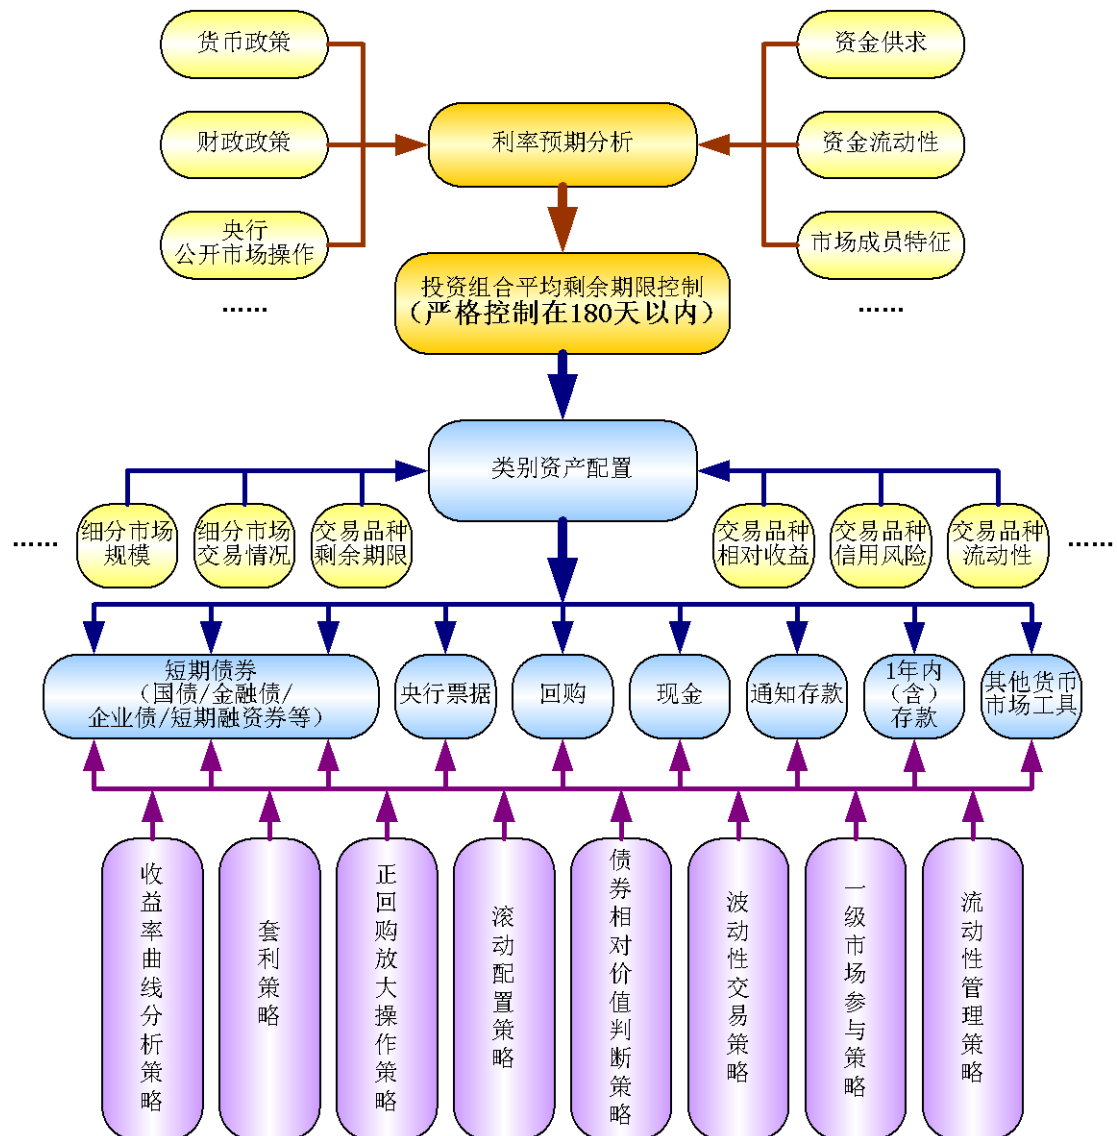 货币政策
资金供求
财政政策
利率预期分析
资金流动性
央行
公开市场操作
市场成员特征
……
投资组合平均剩余期限控制
（严格控制在180天以内）
……
类别资产配置
……
细分市场
规模
细分市场
交易情况
交易品种
剩余期限
交易品种
相对收益
交易品种
信用风险
交易品种
流动性
……
短期债券
（国债/金融债/
企业债/短期融资券等）
央行票据
回购
现金
通知存款
1年内
（含）
存款
其他货币
市场工具
收益率曲线分析策略
套利策略
正回购放大操作策略
滚动配置策略
债券相对价值判断策略
波动性交易策略
一级市场参与策略
流动性管理策略